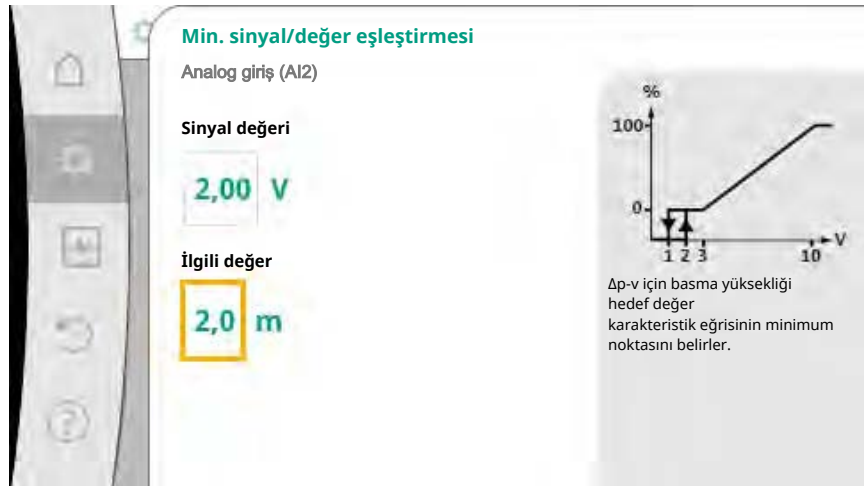 Min. sinyal/değer eşleştirmesi
Analog giriş (AI2)
Sinyal değeri
2,00 V
İlgili değer
2,0 m
%
100
0
1 2 3 10 V
Δp-v için basma yüksekliği
hedef değer
karakteristik eğrisinin minimum
noktasını belirler.